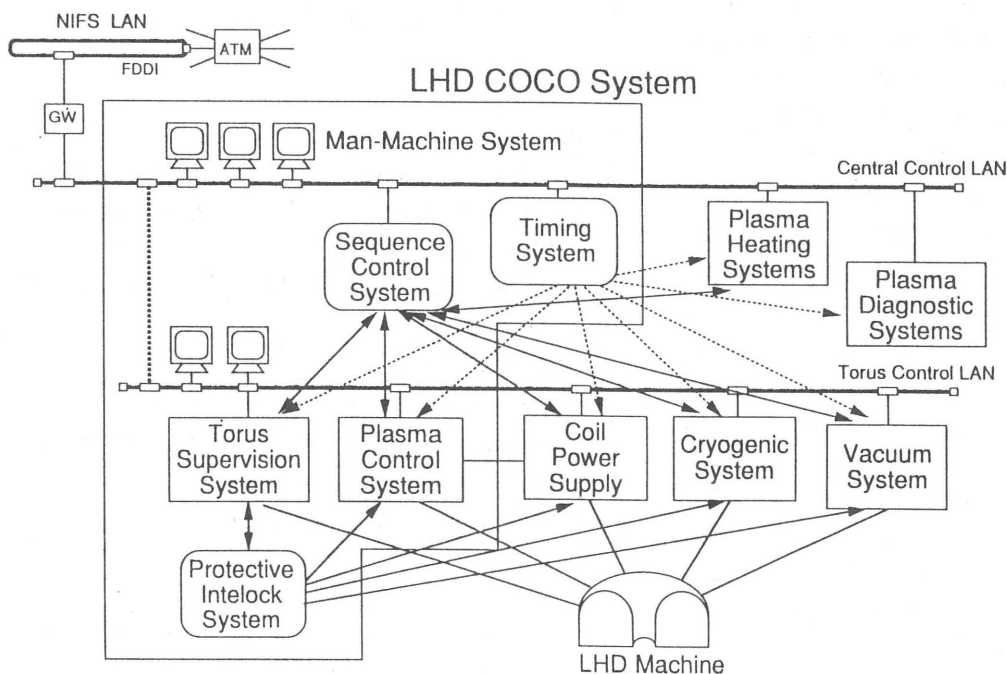 NIFS LAN
ATM
FDDI
LHD COCO System
GW
Man-Machine System
Central Control LAN
Sequence
Control
System
Timing
System
Plasma
Heating
Systems
Plasma
Diagnostic
Systems
Torus Control LAN
Torus
Supervision
System
Plasma
Control
System
Coil
Power
Supply
Cryogenic
System
Vacuum
System
Protective
Intelock
System
LHD Machine